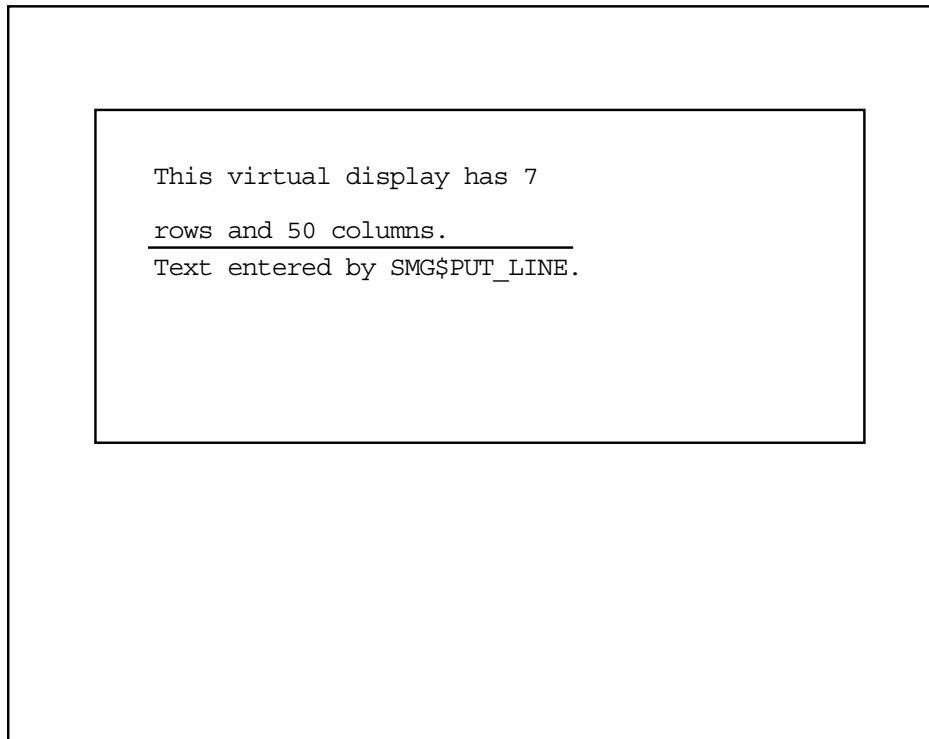 This virtual display has 7
rows and 50 columns.
Text entered by SMG$PUT_LINE.